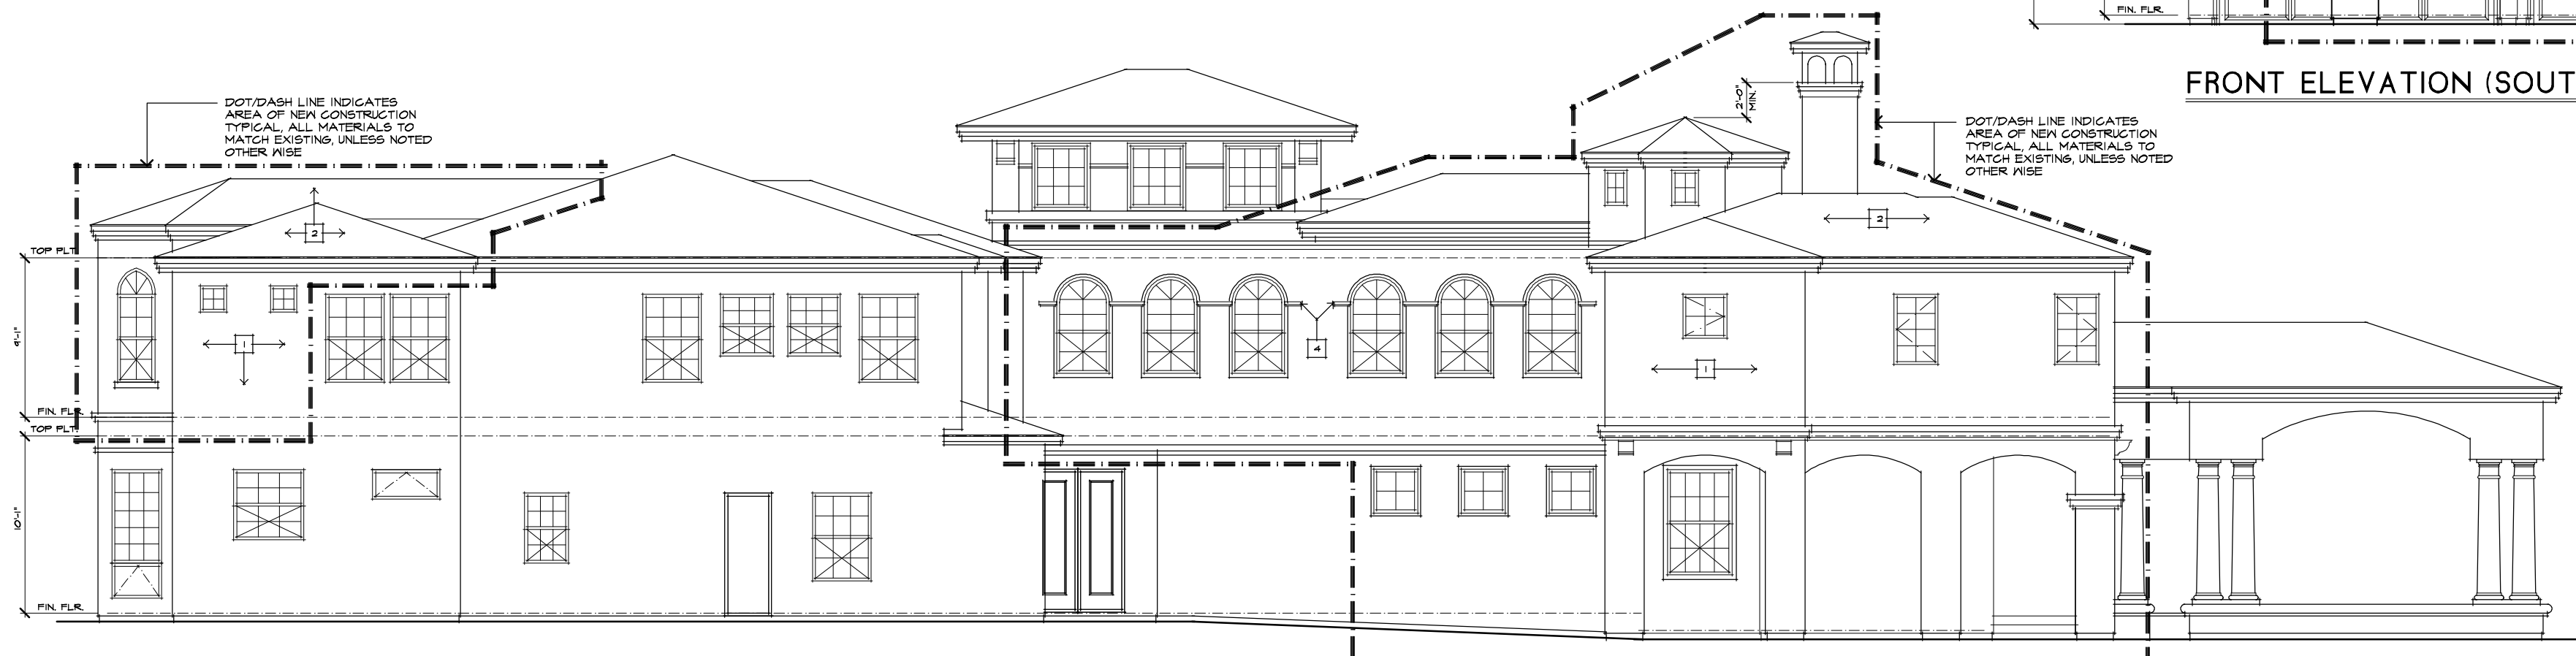 FIN. FLR.
FRONT ELEVATION (SOUT
DOT/DASH LINE INDICATES
AREA OF NEW CONSTRUCTION
TYPICAL, ALL MATERIALS TO
MATCH EXISTING, UNLESS NOTED
OTHER WISE
2'-0"
MIN.
DOT/DASH LINE INDICATES
AREA OF NEW CONSTRUCTION
TYPICAL, ALL MATERIALS TO
MATCH EXISTING, UNLESS NOTED
OTHER WISE
2
2
TOP PLT.
9'-1"
1
4
1
FIN. FLR.
TOP PLT.
10'-1"
FIN. FLR.